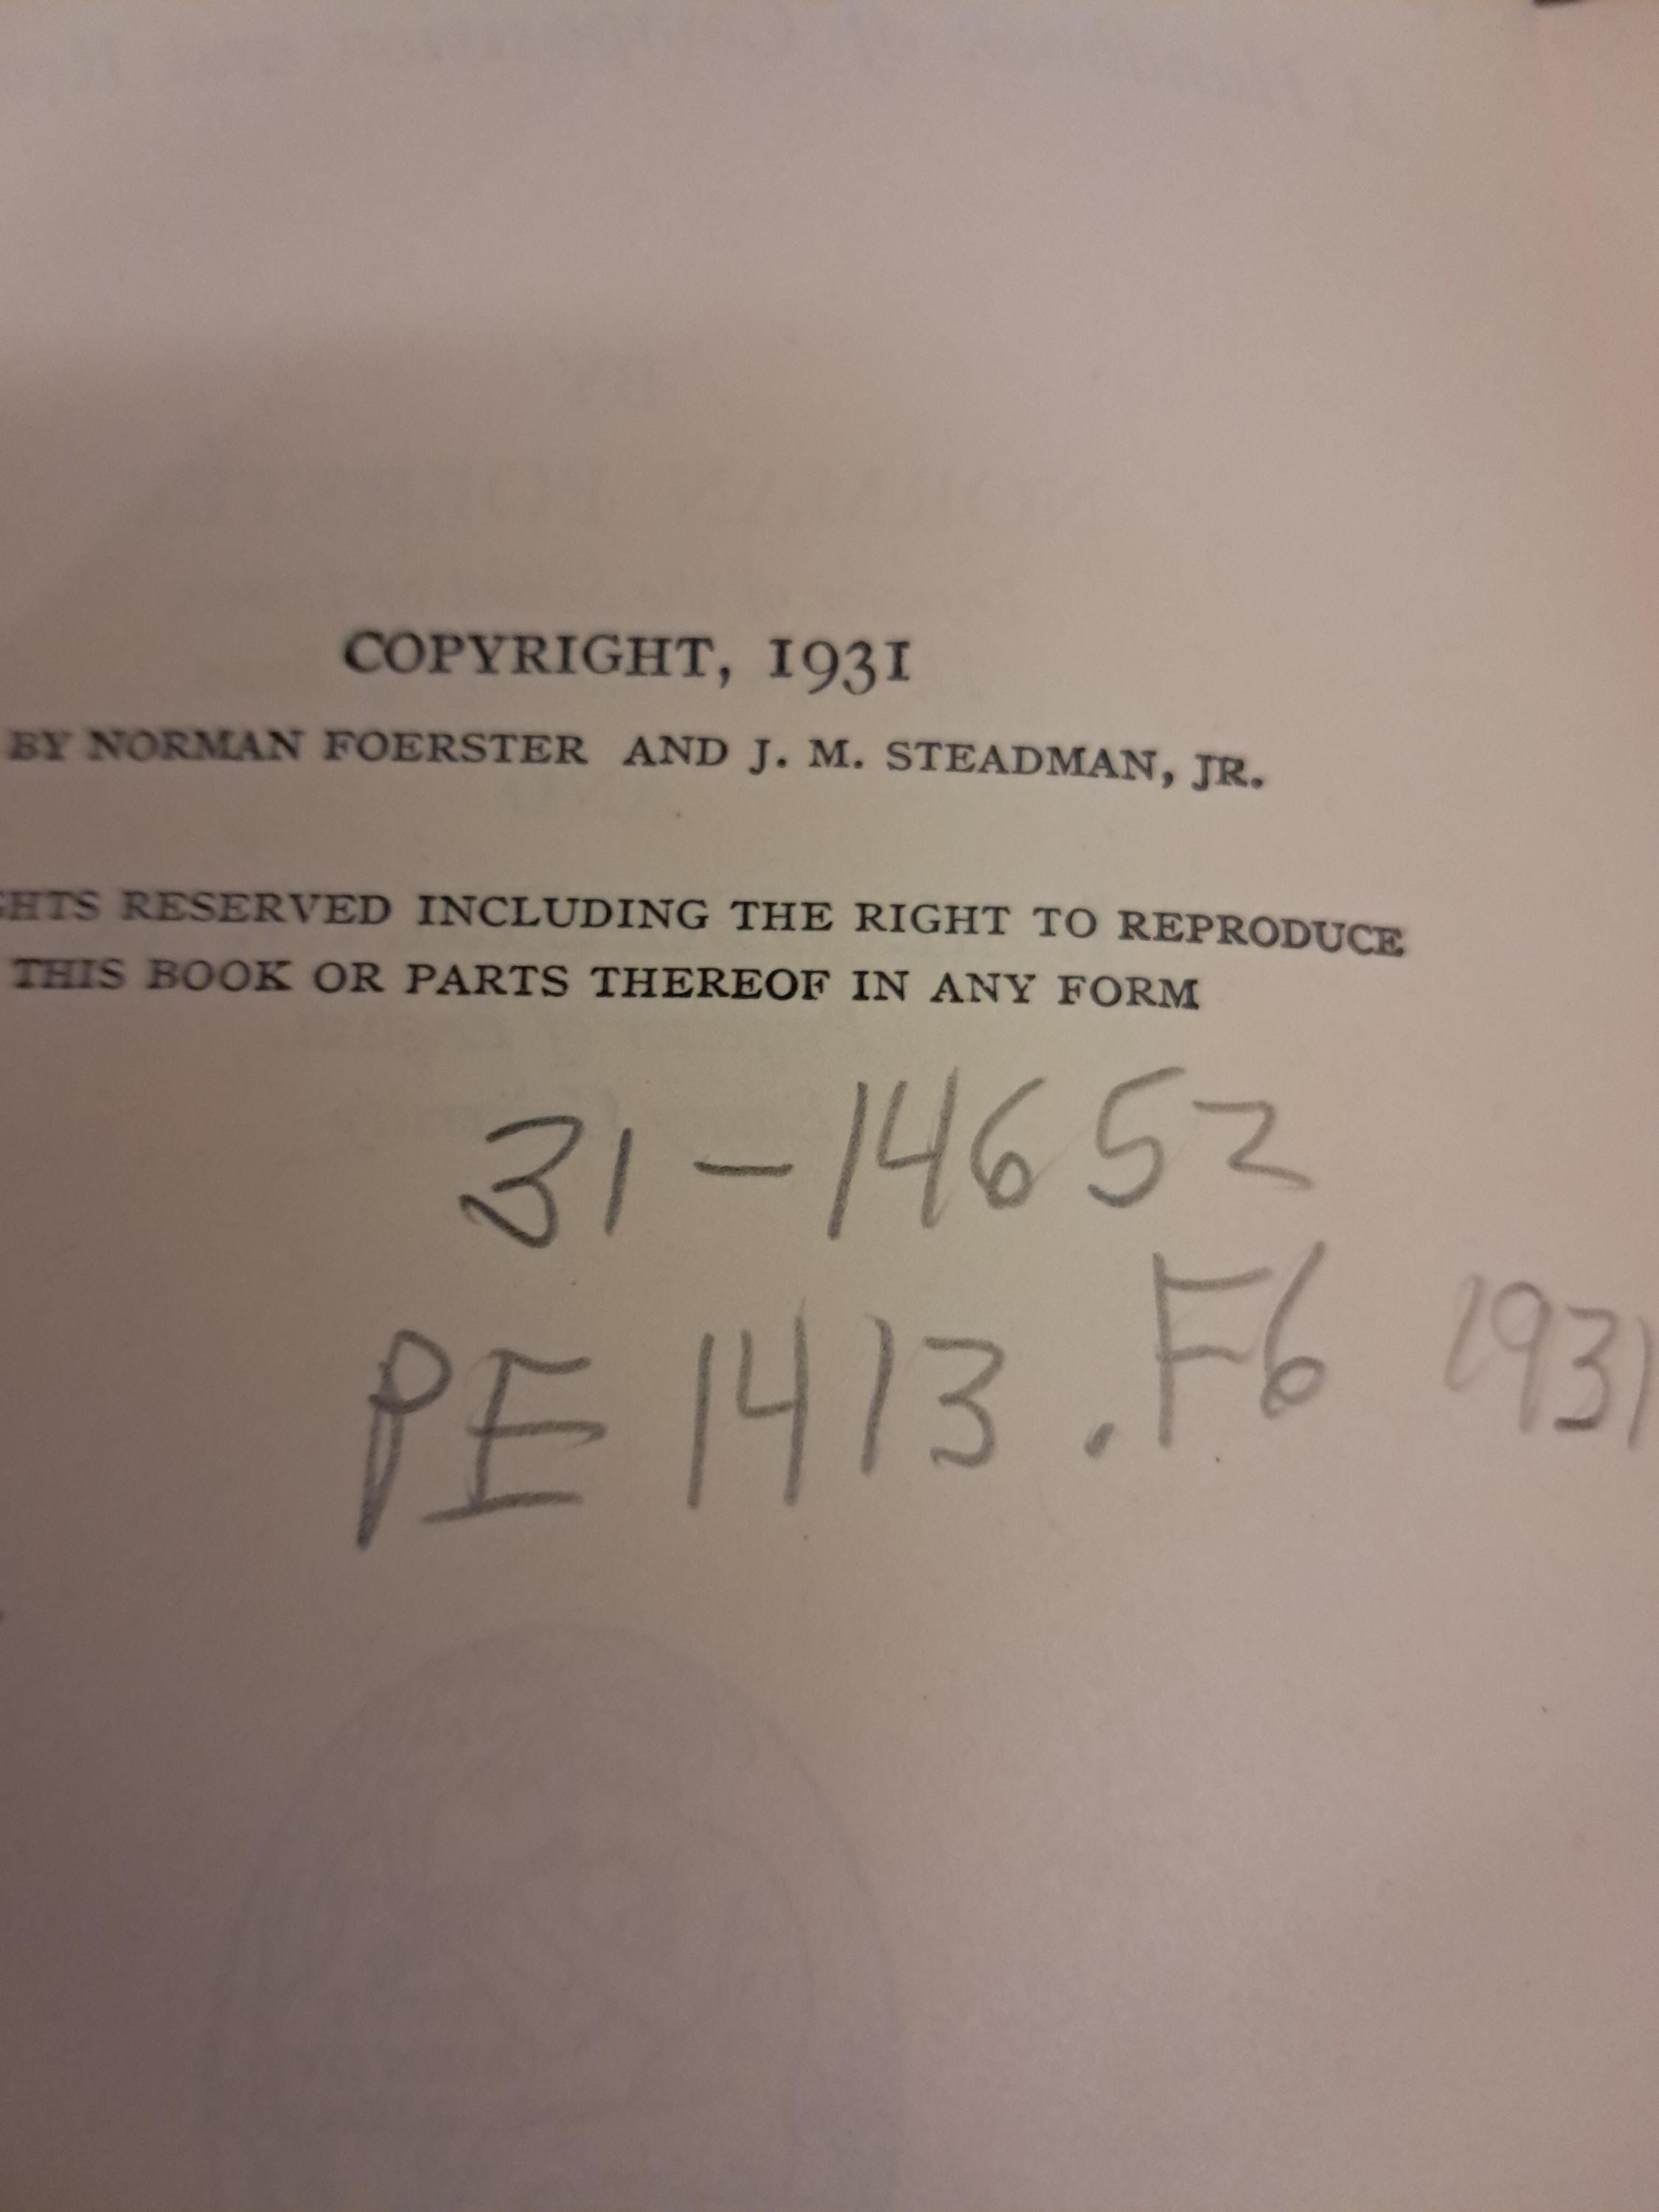 COPYRIGHT, 1931
BY NORMAN FOERSTER AND J. M. STEADMAN, JR.
GHTS RESERVED INCLUDING THE RIGHT TO REPRODUCE
THIS BOOK OR PARTS THEREOF IN ANY FORM
31-14652
PE 1413 .F6 1931